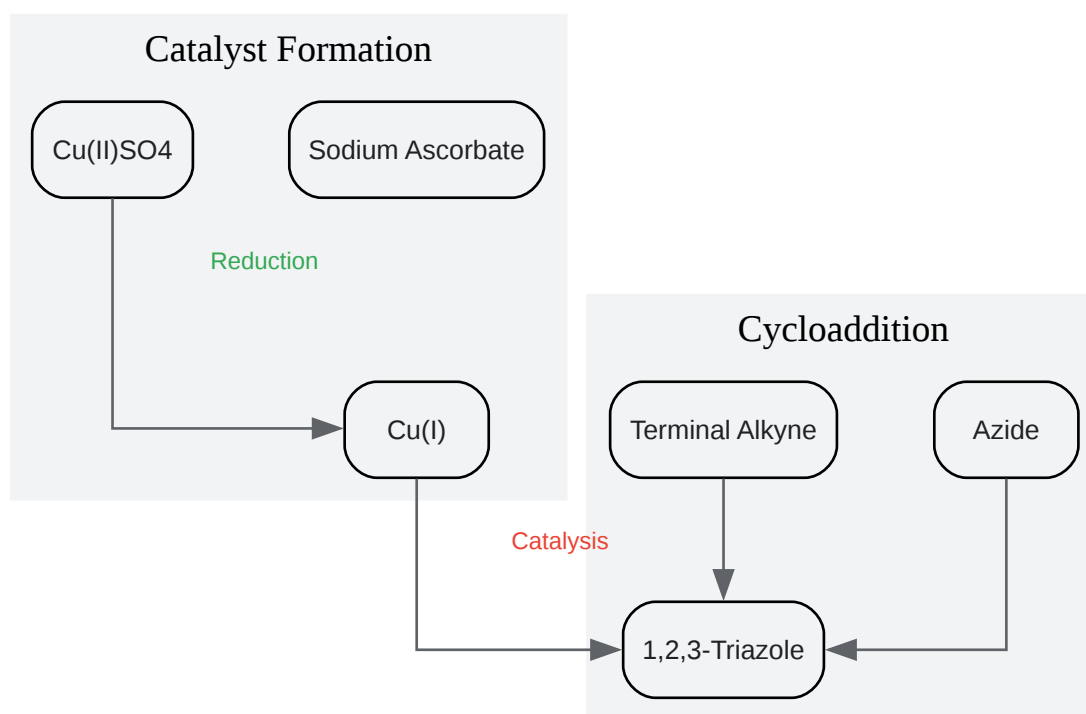 Catalyst Formation
Cu(II)SO4
Sodium Ascorbate
Reduction
Cu(I)
Cycloaddition
Terminal Alkyne
Azide
Catalysis
1,2,3-Triazole